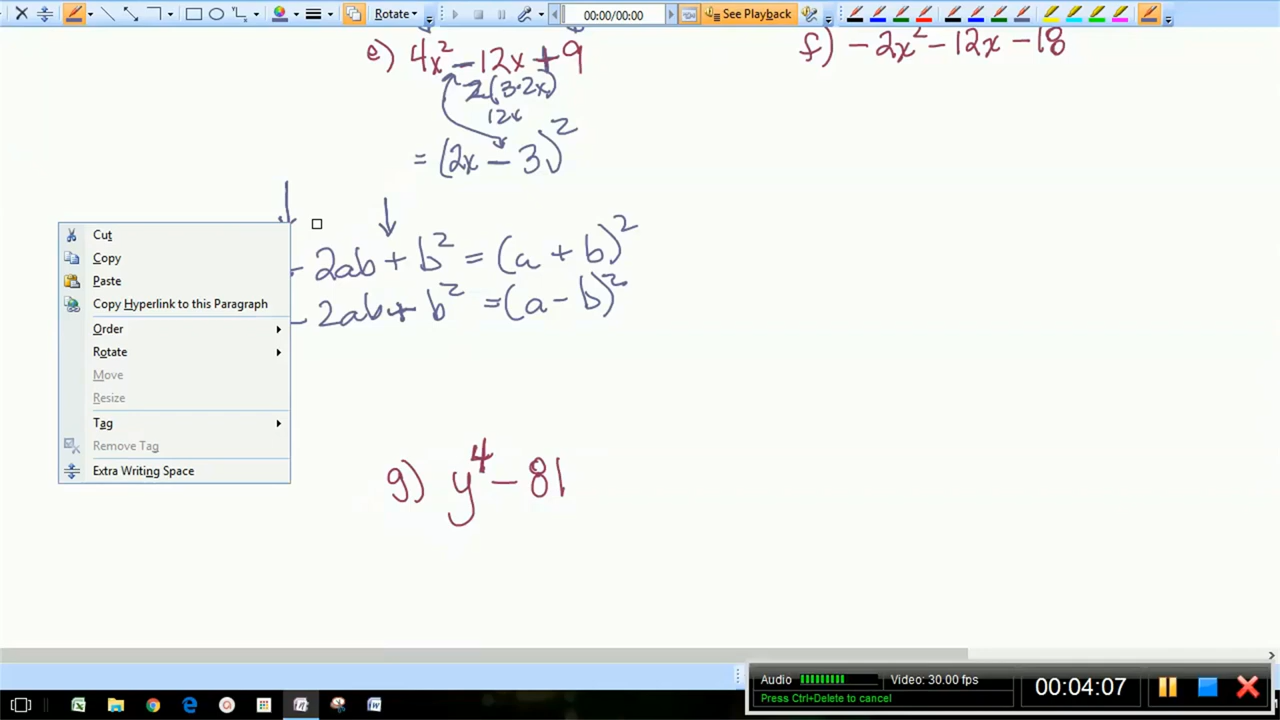 Rotate
00:00/00:00
See Playback
e) 4x² - 12x + 9
f) -2x² - 12x - 18
2(3·2x)
12x
= (2x - 3)²
- 2ab + b² = (a + b)²
- 2ab + b² = (a - b)²
Cut
Copy
Paste
Copy Hyperlink to this Paragraph
Order
Rotate
Move
Resize
Tag
Remove Tag
Extra Writing Space
g) y⁴ - 81
Audio
Video: 30.00 fps
Press Ctrl+Delete to cancel
00:04:07